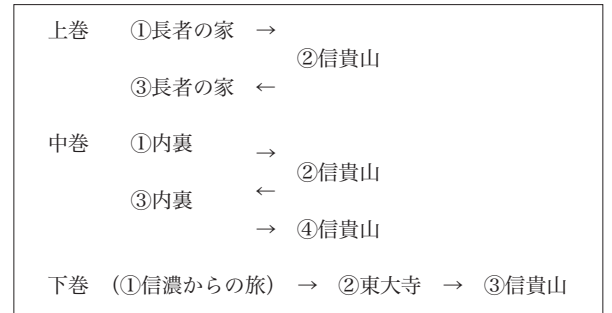 上巻 ①長者の家 →
②信貴山
③長者の家 ←
中巻 ①内裏 →
②信貴山
③内裏 ←
→ ④信貴山
下巻 (①信濃からの旅) → ②東大寺 → ③信貴山